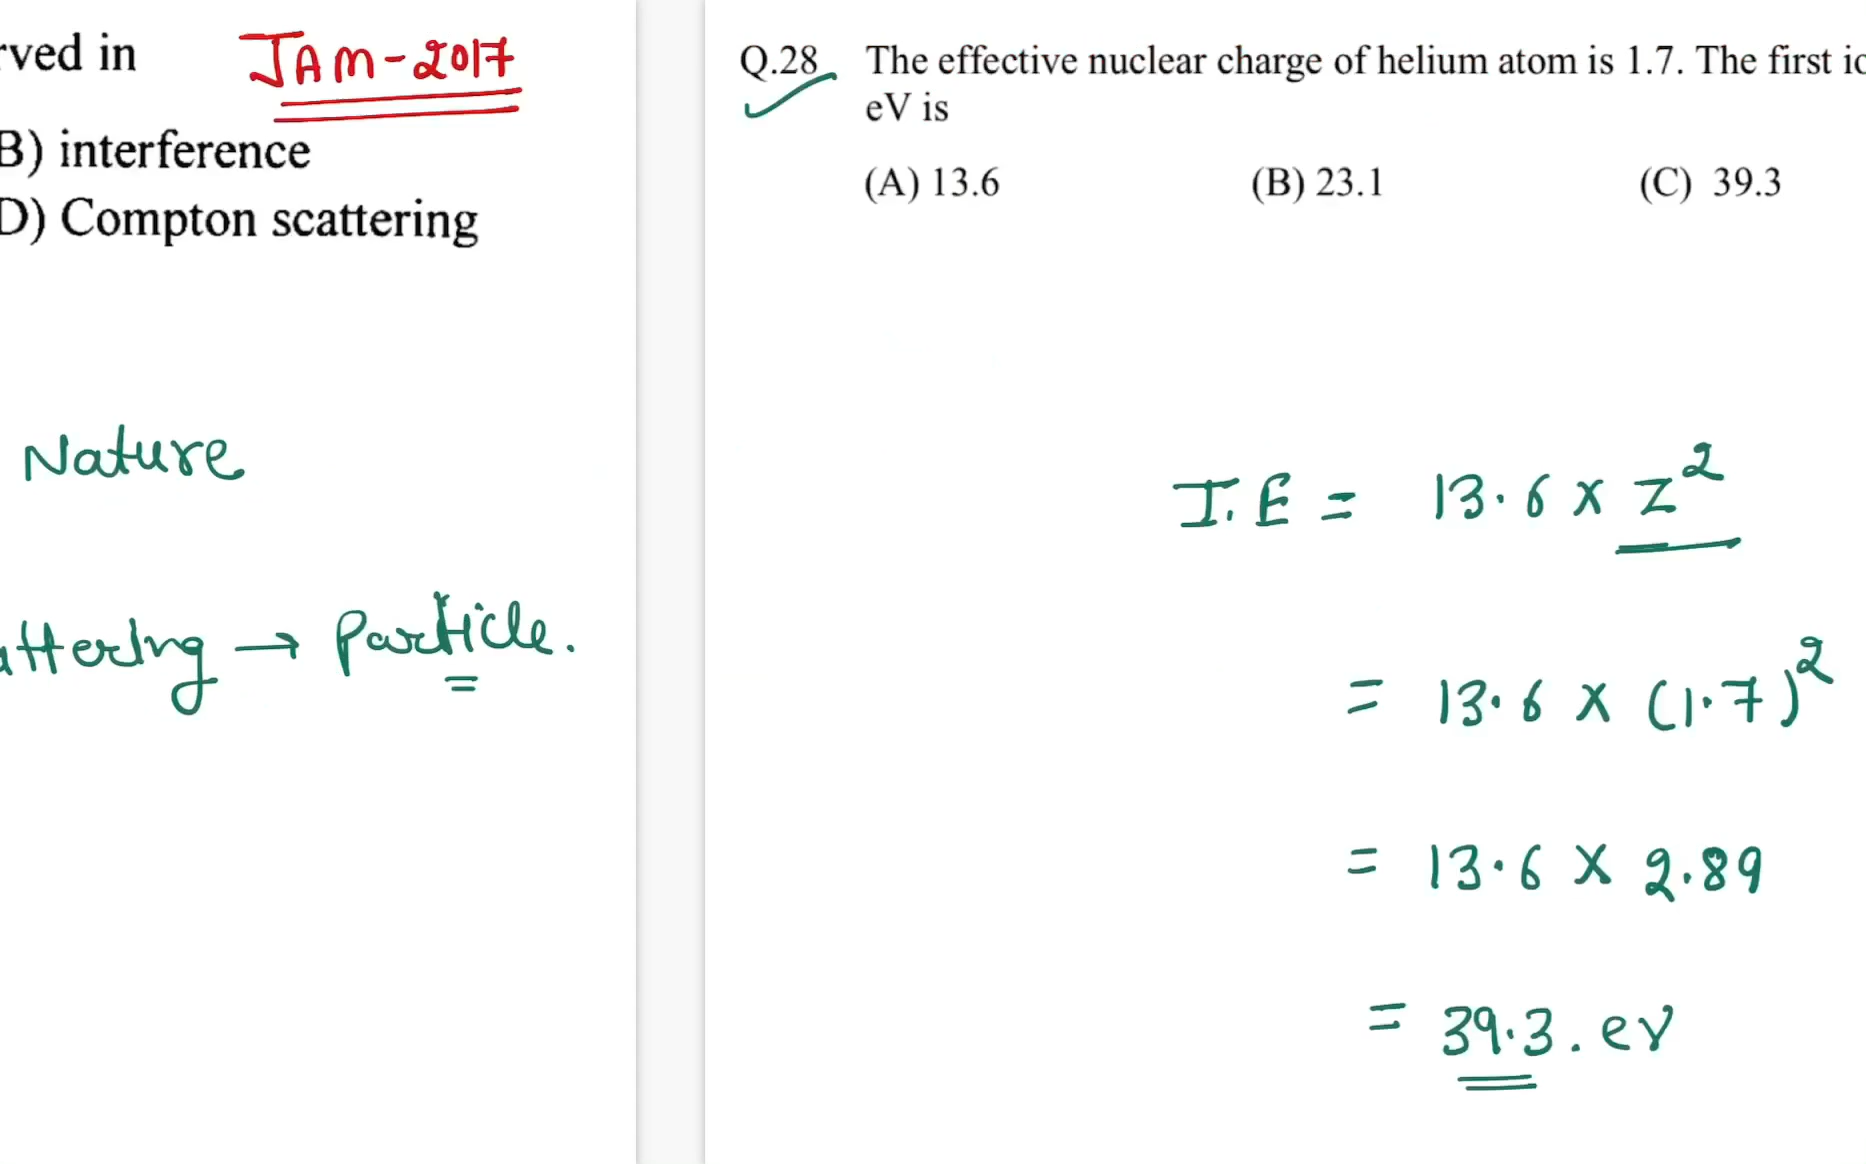 rved in JAM-2017
B) interference
D) Compton scattering
Nature
attering → Particle.
Q.28 The effective nuclear charge of helium atom is 1.7. The first io
eV is
(A) 13.6 (B) 23.1 (C) 39.3
I.E = 13.6 x z²
= 13.6 x (1.7)²
= 13.6 x 2.89
= 39.3. ev